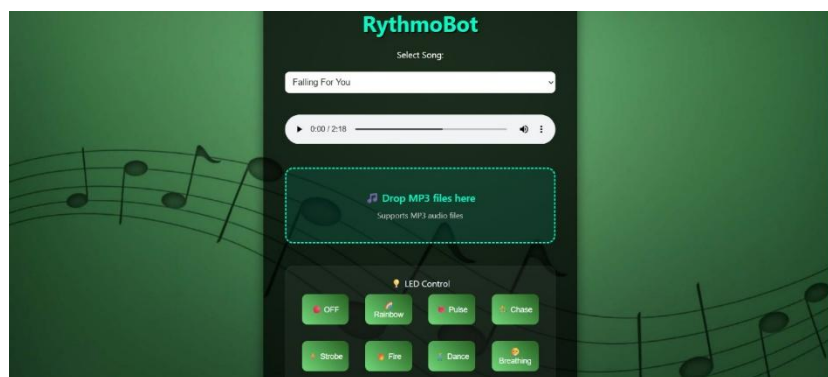 RythmoBot
Select Song:
Falling For You
0:00 / 2:18
🎵 Drop MP3 files here
Supports MP3 audio files
💡 LED Control
🔴 OFF
🌈 Rainbow
💓 Pulse
Chase
Strobe
🔥 Fire
Dance
Breathing